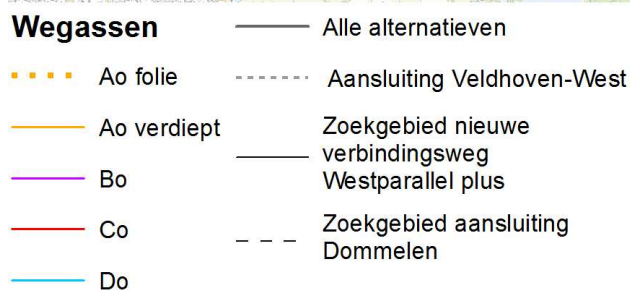 Wegassen
Ao folie
Ao verdiept
Bo
Co
Do
Alle alternatieven
Aansluiting Veldhoven-West
Zoekgebied nieuwe
verbindingsweg
Westparallel plus
Zoekgebied aansluiting
Dommelen